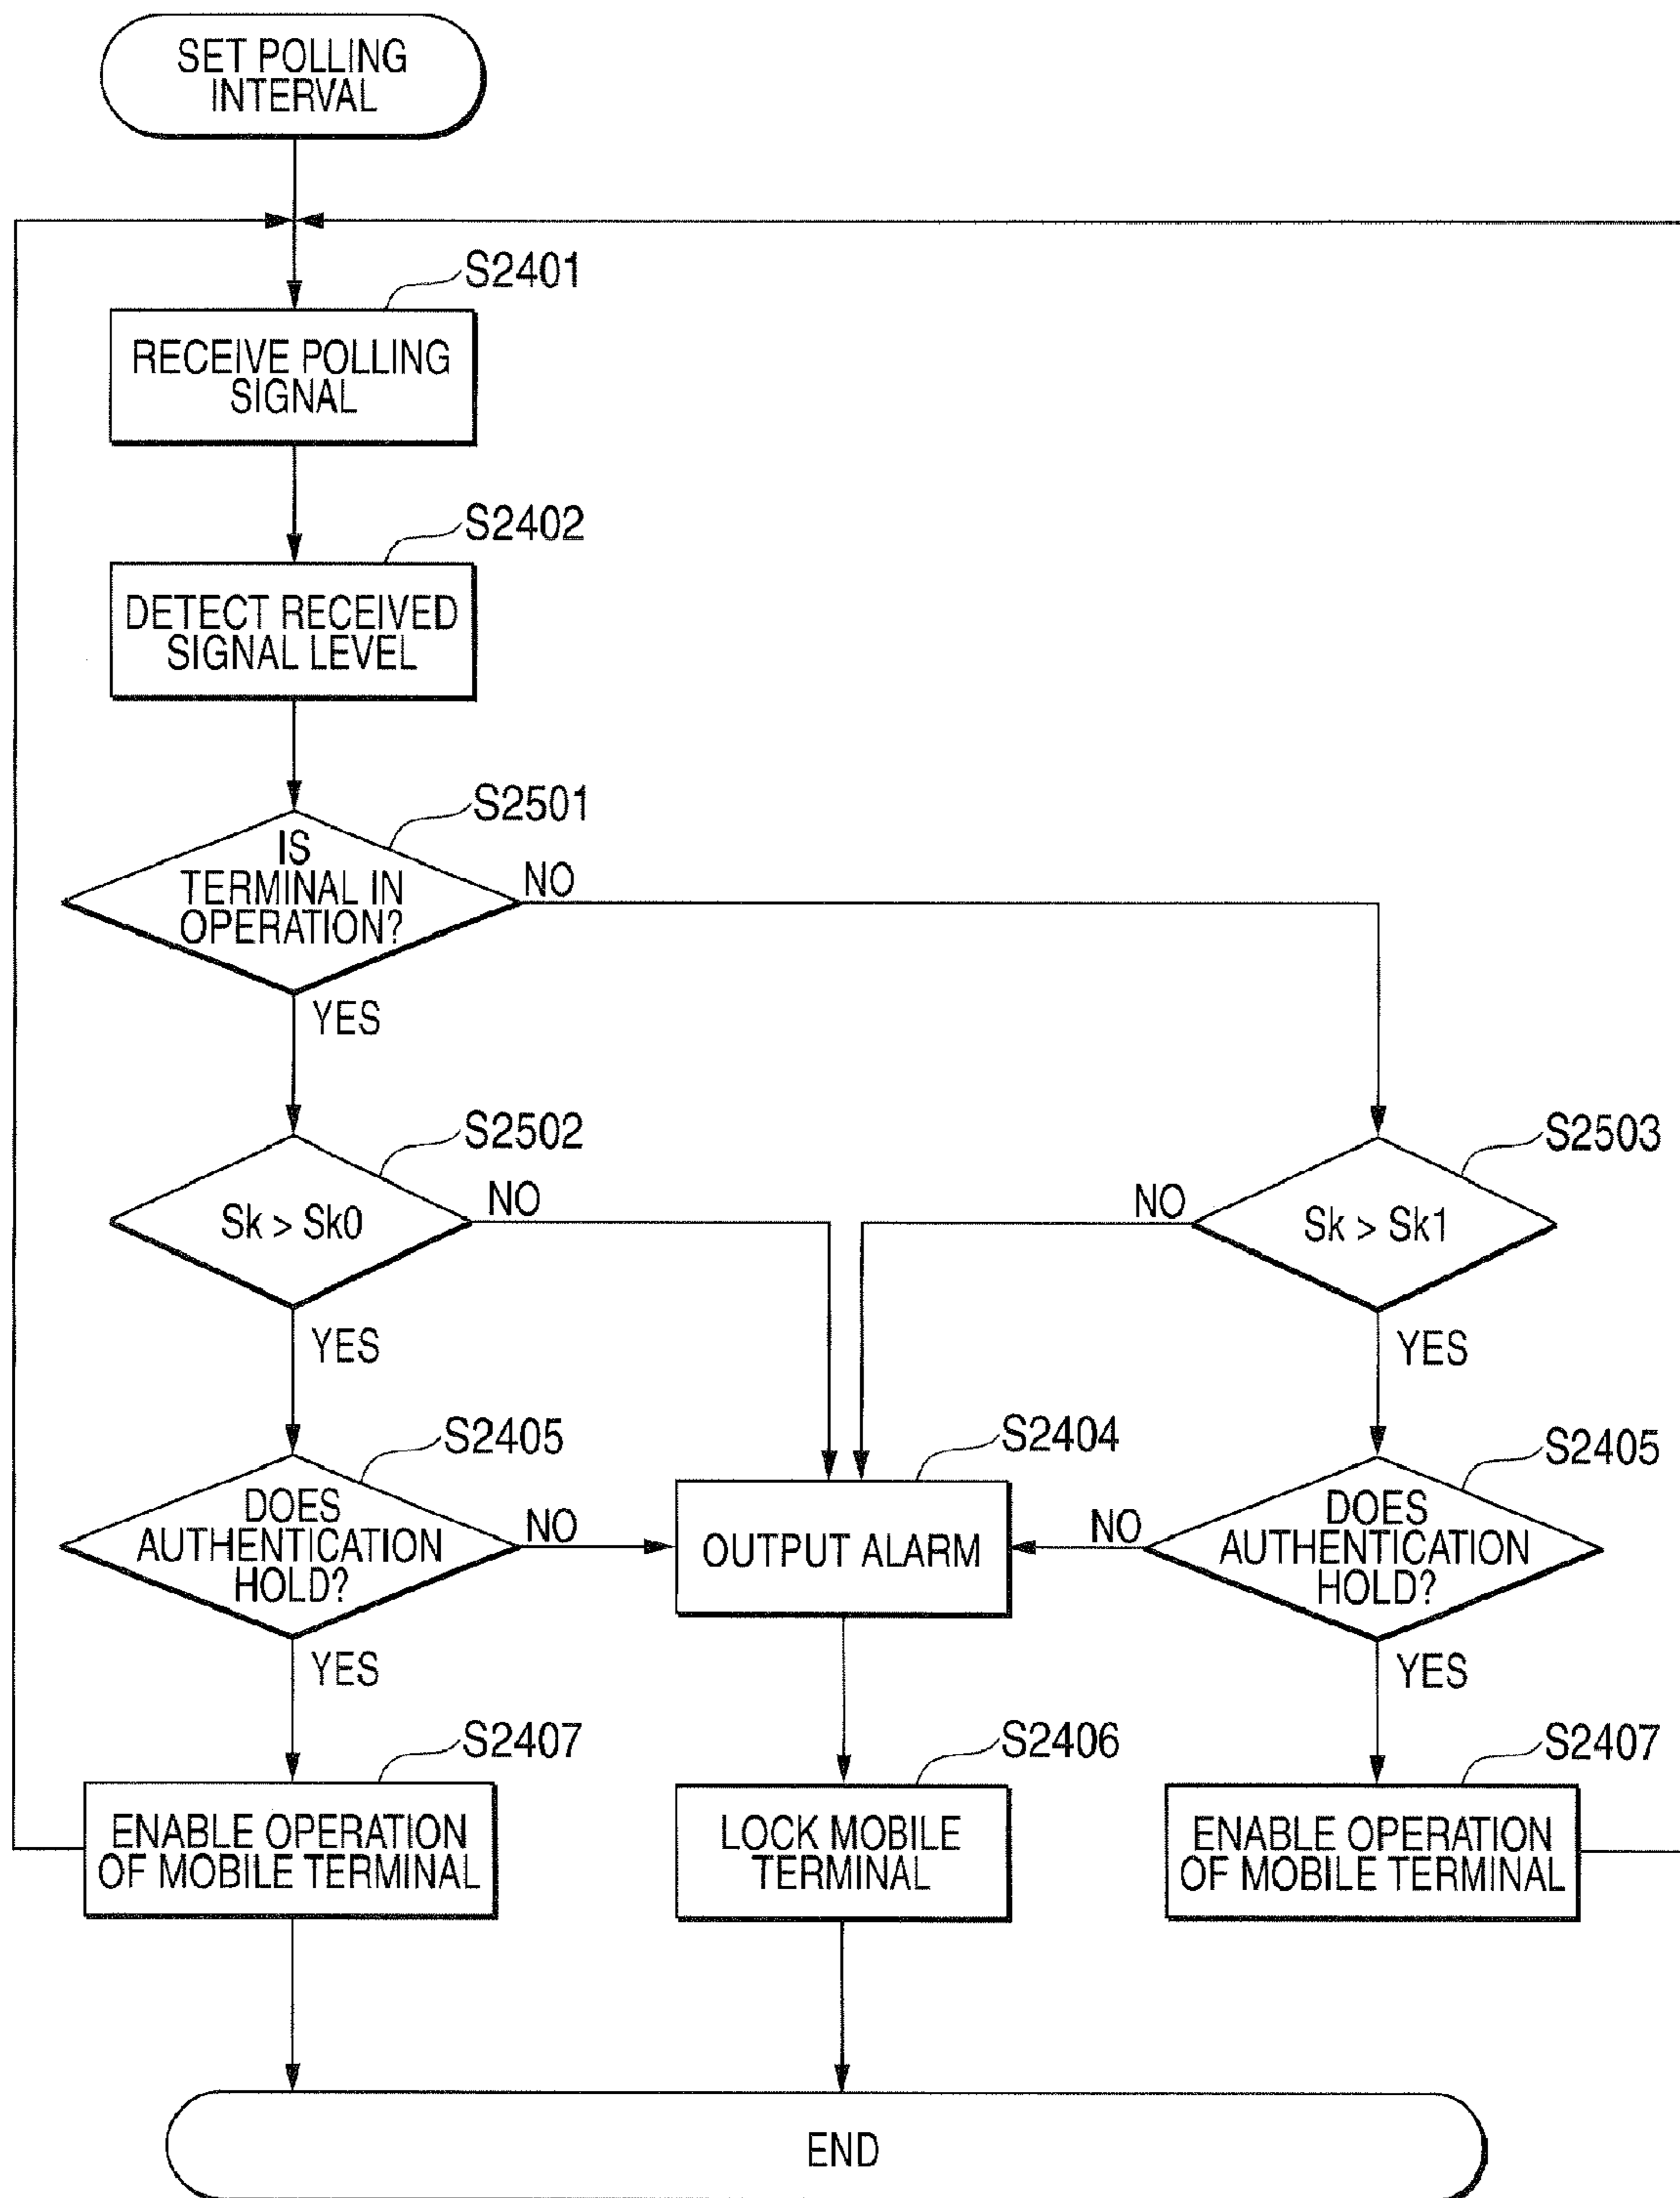 SET POLLING
INTERVAL
S2401
RECEIVE POLLING
SIGNAL
S2402
DETECT RECEIVED
SIGNAL LEVEL
S2501
IS
TERMINAL IN
OPERATION?
NO
YES
S2502
Sk > Sk0
NO
YES
S2503
Sk > Sk1
NO
YES
S2405
DOES
AUTHENTICATION
HOLD?
NO
YES
S2404
OUTPUT ALARM
S2405
DOES
AUTHENTICATION
HOLD?
NO
YES
S2407
ENABLE OPERATION
OF MOBILE TERMINAL
S2406
LOCK MOBILE
TERMINAL
S2407
ENABLE OPERATION
OF MOBILE TERMINAL
END